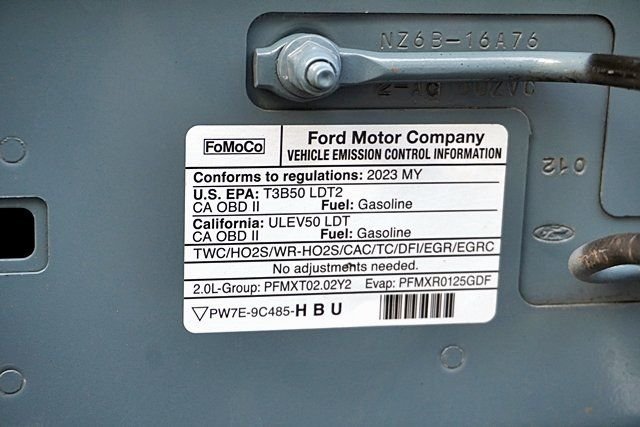 NZ6B-16A76
FoMoCo
Ford Motor Company
VEHICLE EMISSION CONTROL INFORMATION
Conforms to regulations: 2023 MY
U.S. EPA: T3B50 LDT2
CA OBD II Fuel: Gasoline
California: ULEV50 LDT
CA OBD II Fuel: Gasoline
TWC/HO2S/WR-HO2S/CAC/TC/DFI/EGR/EGRC
No adjustments needed.
2.0L-Group: PFMXT02.02Y2 Evap: PFMXR0125GDF
PW7E-9C485-HBU
012
Ford